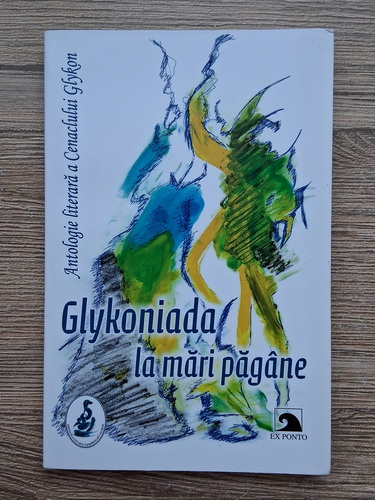 Antologie literară a Cenaclului Glykon
Glykoniada
la mări păgâne
EX PONTO